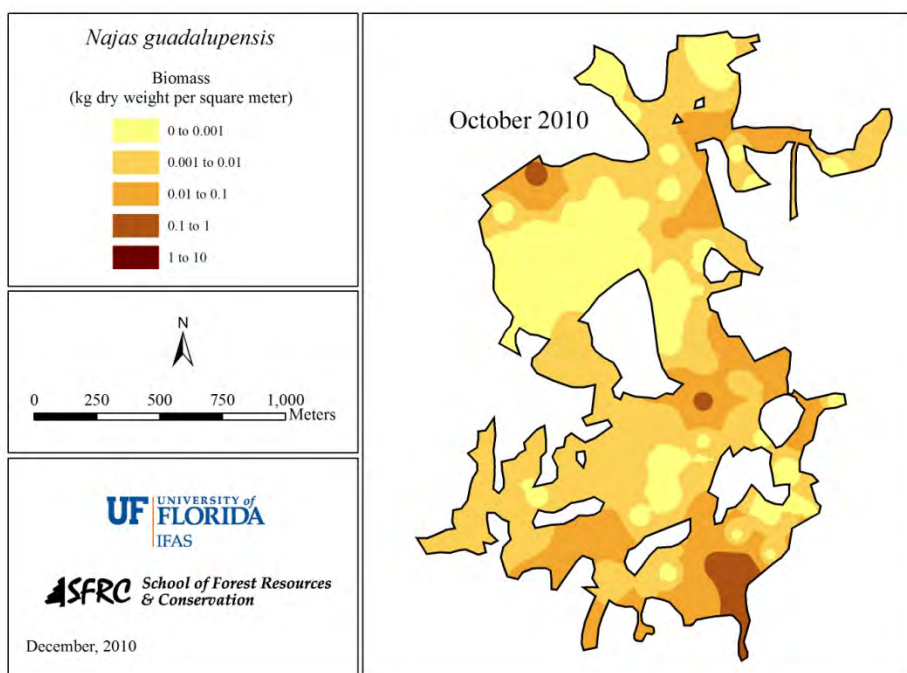 Najas guadalupensis
Biomass
(kg dry weight per square meter)
0 to 0.001
0.001 to 0.01
0.01 to 0.1
0.1 to 1
1 to 10
N
0 250 500 750 1,000
Meters
UF UNIVERSITY of
FLORIDA
IFAS
SFRC School of Forest Resources
& Conservation
December, 2010
October 2010